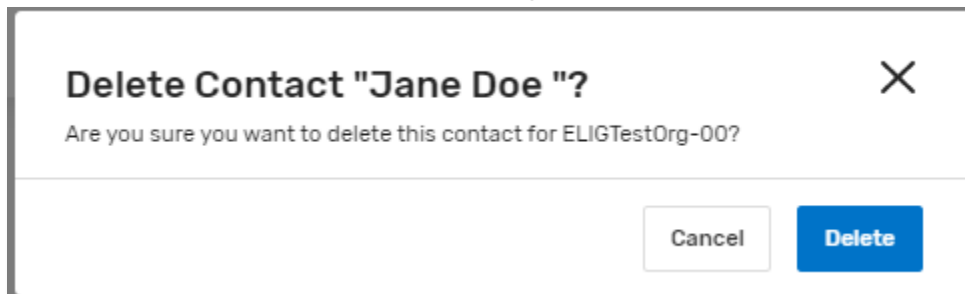 Delete Contact "Jane Doe "?
Are you sure you want to delete this contact for ELIGTestOrg-00?
Cancel
Delete